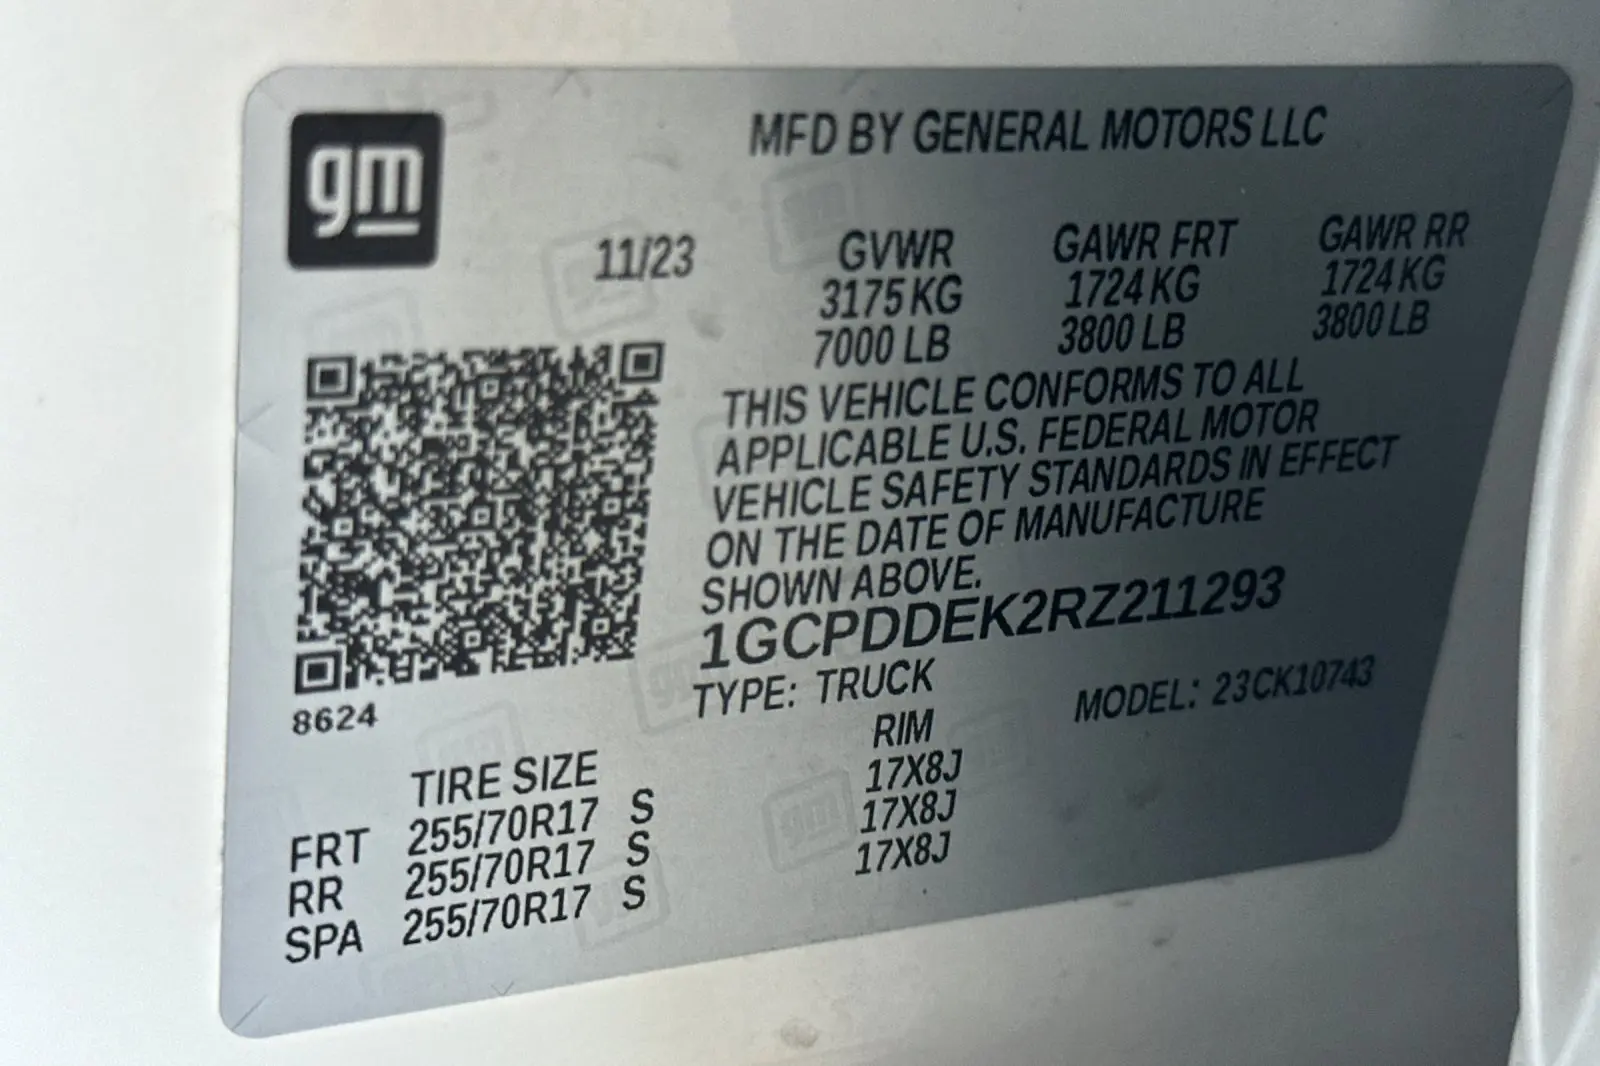 gm
MFD BY GENERAL MOTORS LLC
11/23 GVWR GAWR FRT GAWR RR
3175 KG 1724 KG 1724 KG
7000 LB 3800 LB 3800 LB
THIS VEHICLE CONFORMS TO ALL
APPLICABLE U.S. FEDERAL MOTOR
VEHICLE SAFETY STANDARDS IN EFFECT
ON THE DATE OF MANUFACTURE
SHOWN ABOVE.
1GCPDDEK2RZ211293
TYPE: TRUCK MODEL: 23CK10743
8624
TIRE SIZE RIM
FRT 255/70R17 S 17X8J
RR 255/70R17 S 17X8J
SPA 255/70R17 S 17X8J